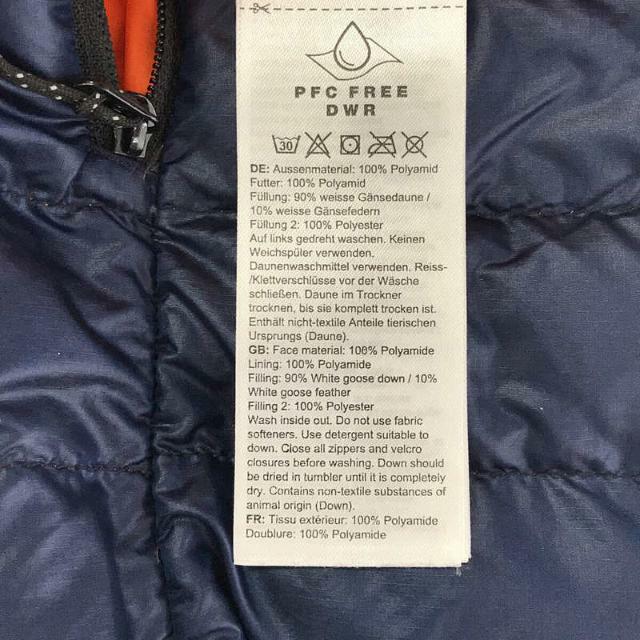 PFC FREE
DWR
30
DE: Aussenmaterial: 100% Polyamid
Futter: 100% Polyamid
Füllung: 90% weisse Gänsedaune /
10% weisse Gänsefedern
Füllung 2: 100% Polyester
Auf links gedreht waschen. Keinen
Weichspüler verwenden.
Daunenwaschmittel verwenden. Reiss-
/Klettverschlüsse vor der Wäsche
schließen. Daune im Trockner
trocknen, bis sie komplett trocken ist.
Enthält nicht-textile Anteile tierischen
Ursprungs (Daune).
GB: Face material: 100% Polyamide
Lining: 100% Polyamide
Filling: 90% White goose down / 10%
White goose feather
Filling 2: 100% Polyester
Wash inside out. Do not use fabric
softeners. Use detergent suitable to
down. Close all zippers and velcro
closures before washing. Down should
be dried in tumbler until it is completely
dry. Contains non-textile substances of
animal origin (Down).
FR: Tissu extérieur: 100% Polyamide
Doublure: 100% Polyamide